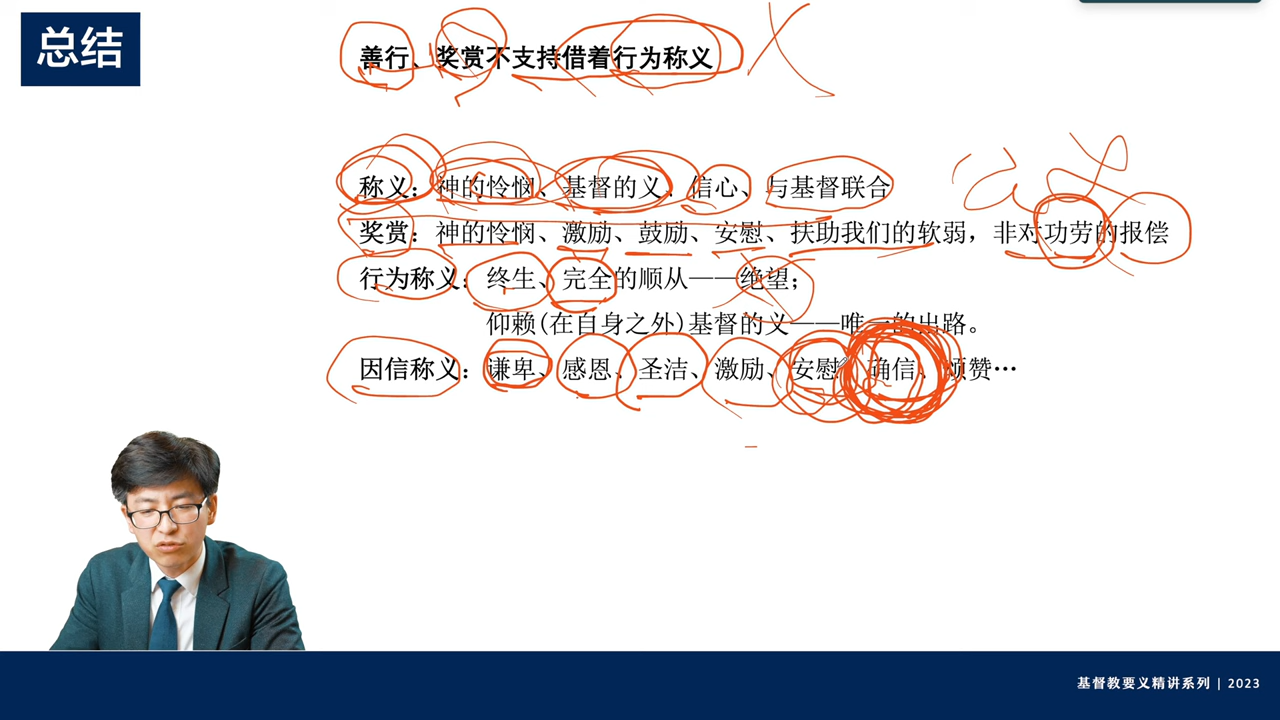 总结
善行、奖赏不支持借着行为称义
称义：神的怜悯、基督的义、信心、与基督联合
奖赏：神的怜悯、激励、鼓励、安慰、扶助我们的软弱，非对功劳的报偿
行为称义：终生、完全的顺从——绝望；
仰赖(在自身之外)基督的义——唯一的出路。
因信称义：谦卑、感恩、圣洁、激励、安慰、确信、颂赞…
基督教要义精讲系列 | 2023